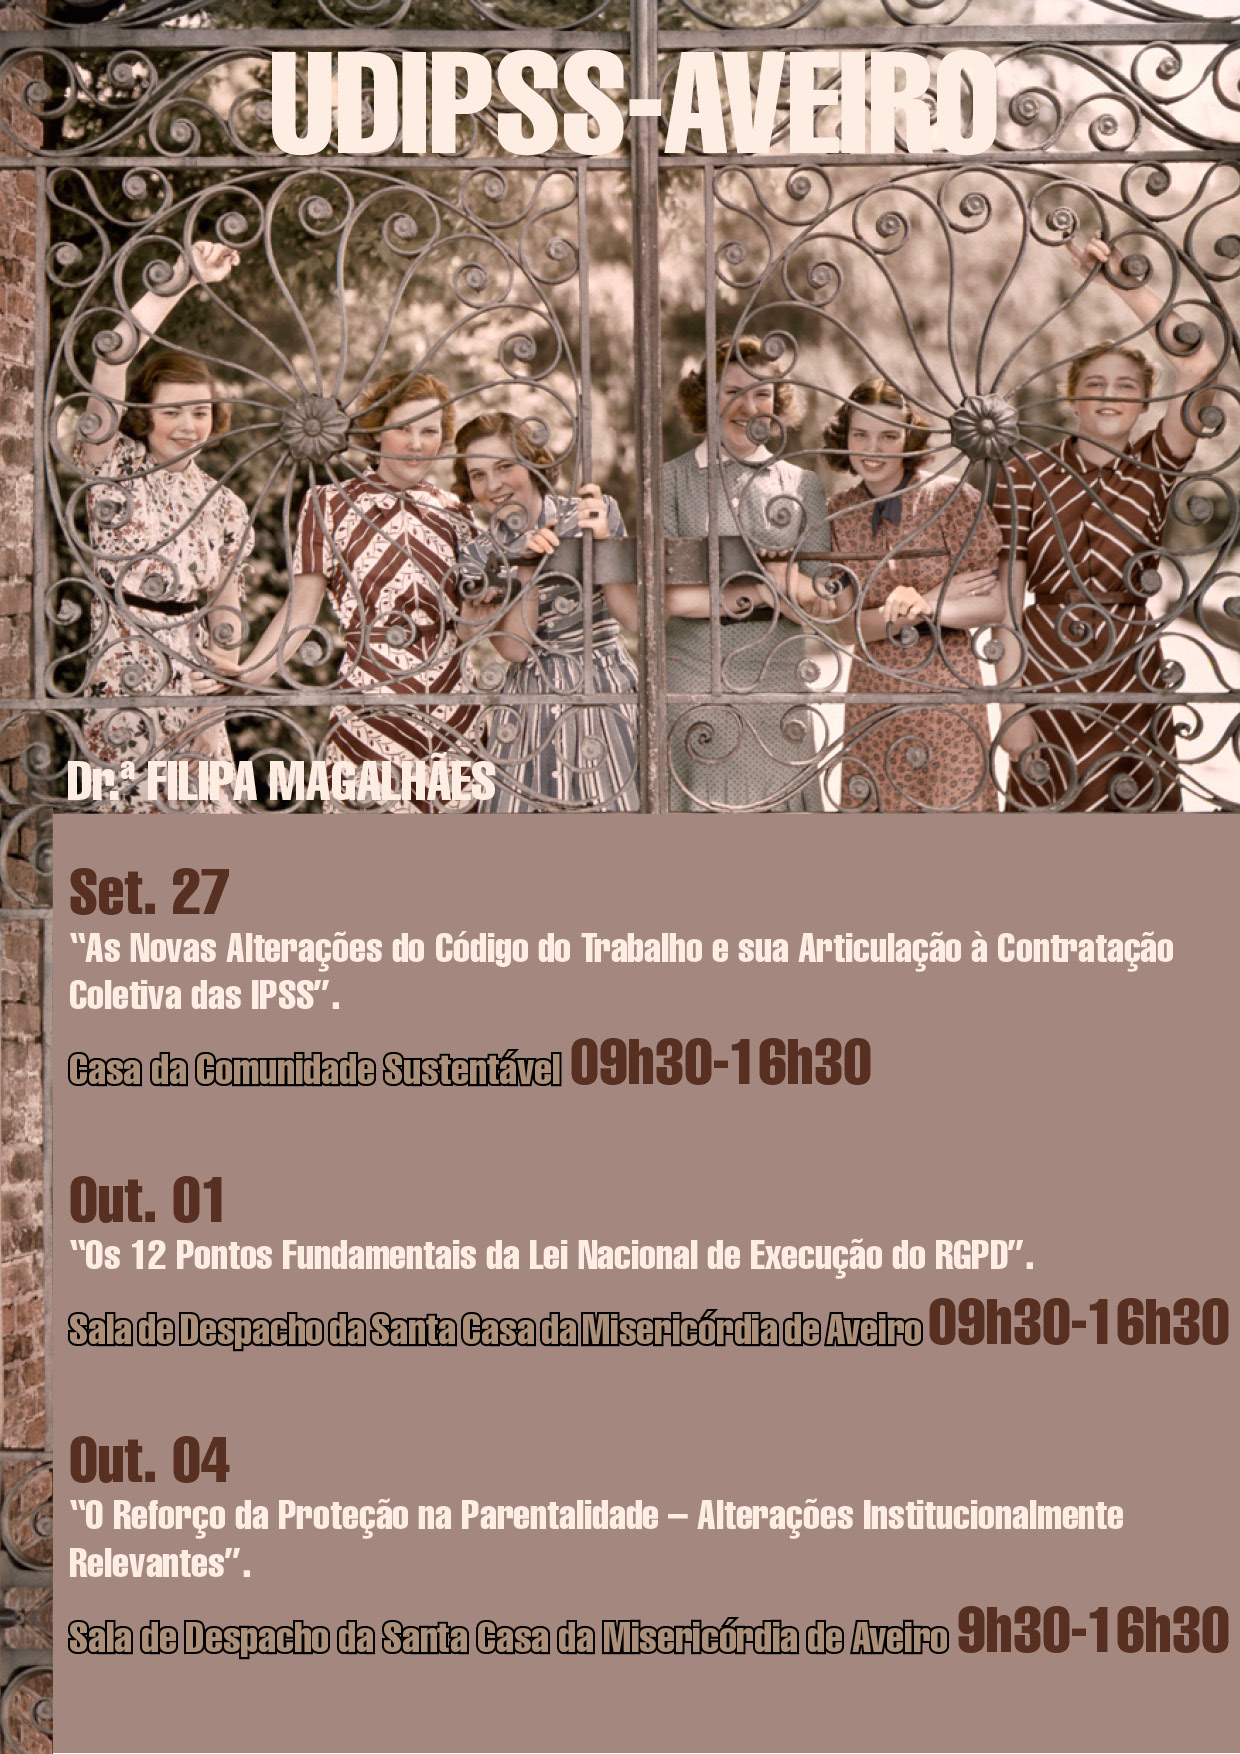 UDIPSS-AVEIRO
Dr.ª FILIPA MAGALHÃES
Set. 27
“As Novas Alterações do Código do Trabalho e sua Articulação à Contratação
Coletiva das IPSS”.
Casa da Comunidade Sustentável 09h30-16h30
Out. 01
“Os 12 Pontos Fundamentais da Lei Nacional de Execução do RGPD”.
Sala de Despacho da Santa Casa da Misericórdia de Aveiro 09h30-16h30
Out. 04
“O Reforço da Proteção na Parentalidade – Alterações Institucionalmente
Relevantes”.
Sala de Despacho da Santa Casa da Misericórdia de Aveiro 9h30-16h30